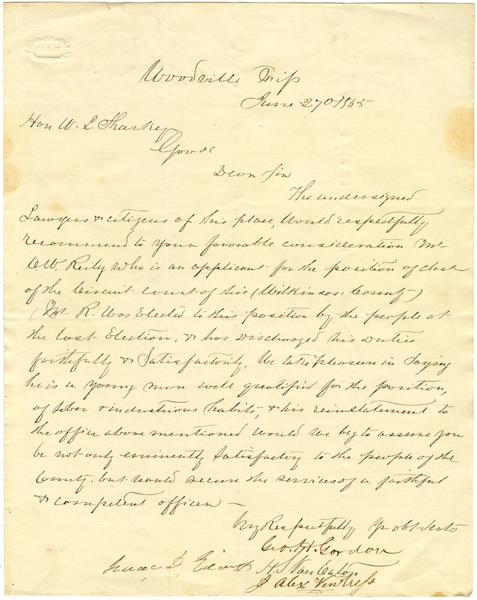 Woodville Miss
June 27th 1865
Hon W. L. Sharkey
Gov &c
Dear Sir
The undersigned
Lawyers & citizens of this place, would respectfully
recommend to your favorable consideration Mr
W. Reily who is an applicant for the position of clerk
of the Circuit court of this (Wilkinson County)
(Mr. R. was Elected to this position by the people at
the last Election, & has discharged his duties
faithfully & satisfactorily, We take pleasure in saying
he is a young man well qualified for the position,
of sober & industrious habits, & his reinstatement to
the office above mentioned would we beg to assure you
be not only eminently satisfactory to the people of the
County, but would secure the services of a faithful
& competent officer —
Very Respectfully Yr obt Svts
Geo. H. Gordon
H. S. Van Eaton
Isaac D
J Alex Ventress